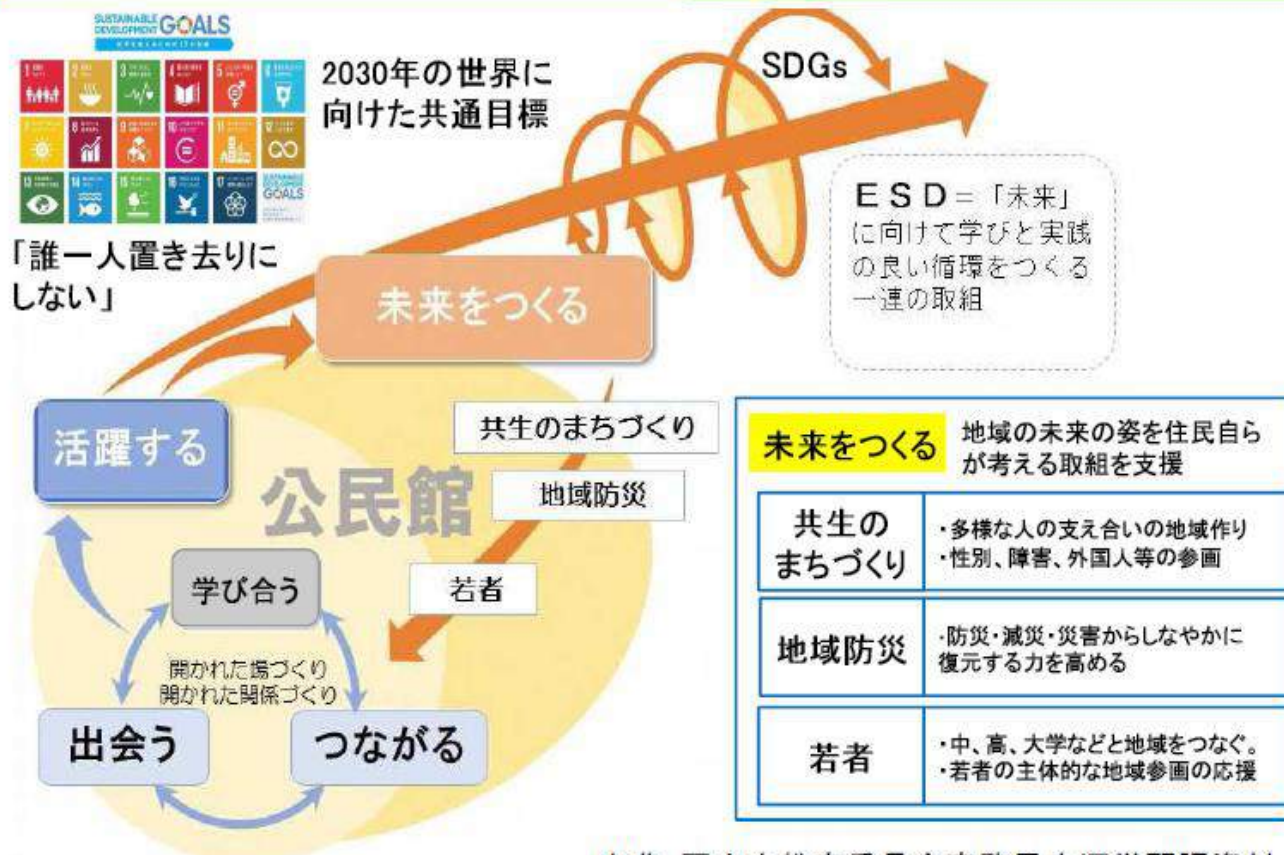 SUSTAINABLE
DEVELOPMENT GOALS
2030年の世界に
向けた共通目標
「誰一人置き去りに
しない」
SDGs
ESD=「未来」
に向けて学びと実践
の良い循環をつくる
一連の取組
未来をつくる
活躍する
公民館
共生のまちづくり
地域防災
若者
学び合う
開かれた場づくり
開かれた関係づくり
出会う
つながる
未来をつくる
地域の未来の姿を住民自ら
が考える取組を支援
共生の
まちづくり
・多様な人の支え合いの地域作り
・性別、障害、外国人等の参画
地域防災
・防災・減災・災害からしなやかに
復元する力を高める
若者
・中、高、大学などと地域をつなぐ。
・若者の主体的な地域参画の応援